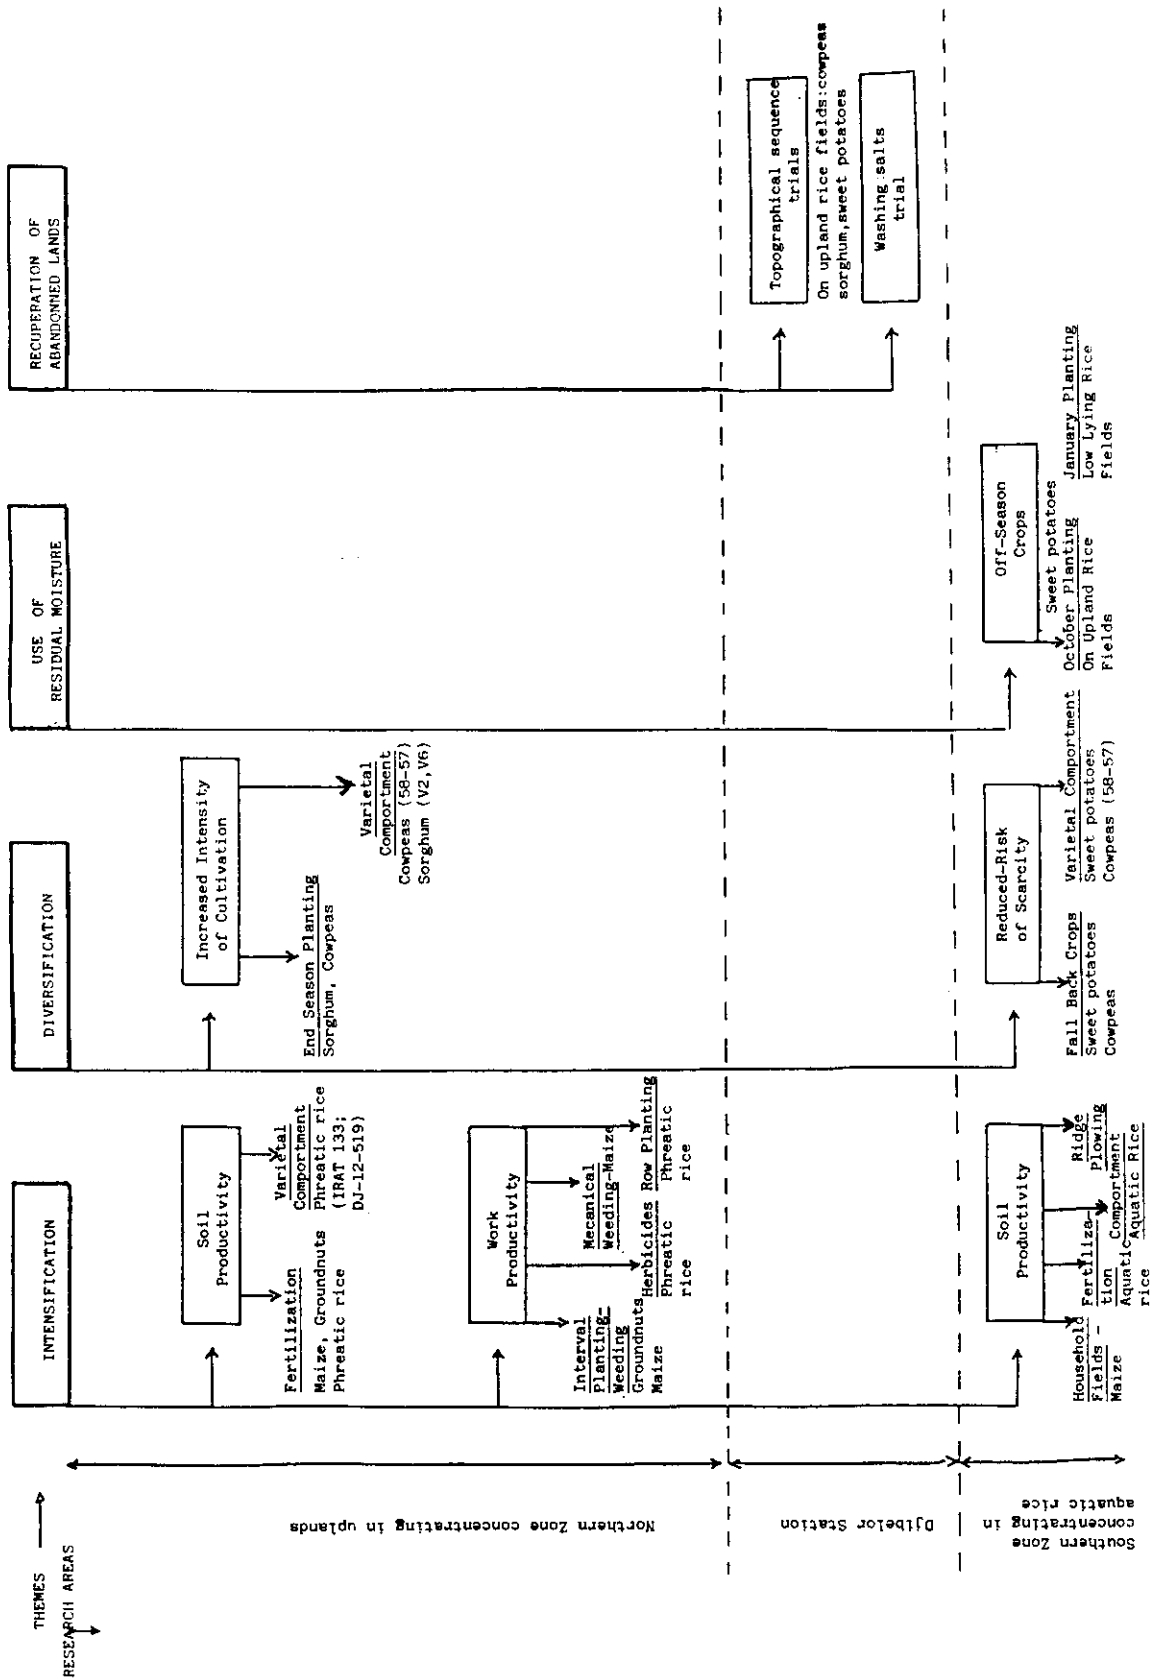 THEMES
RESEARCH AREAS
INTENSIFICATION
DIVERSIFICATION
USE OF
RESIDUAL MOISTURE
RECUPERATION OF
ABANDONNED LANDS
Northern Zone concentrating in uplands
Soil
Productivity
Fertilization
Maize, Groundnuts
Phreatic rice
Varietal
Comportment
Phreatic rice
(IRAT 133;
DJ-12-519)
Increased Intensity
of Cultivation
End Season Planting
Sorghum, Cowpeas
Varietal
Comportment
Cowpeas (58-57)
Sorghum (V2,V6)
Work
Productivity
Interval
Planting-
Weeding
Groundnuts
Maize
Herbicides
Phreatic
rice
Mecanical
Weeding-Maize
Row Planting
Phreatic
rice
Djibelor Station
Topographical sequence
trials
On upland rice fields:cowpeas
sorghum,sweet potatoes
Washing salts
trial
Southern Zone
concentrating in
aquatic rice
Soil
Productivity
Household
Fields -
Maize
Fertiliza-
tion
Aquatic
rice
Ridge
Plowing
Comportment
Aquatic Rice
Reduced-Risk
of Scarcity
Fall Back Crops
Sweet potatoes
Cowpeas
Varietal Comportment
Sweet potatoes
Cowpeas (58-57)
Off-Season
Crops
Sweet potatoes
October Planting
On Upland Rice
Fields
January Planting
Low Lying Rice
Fields